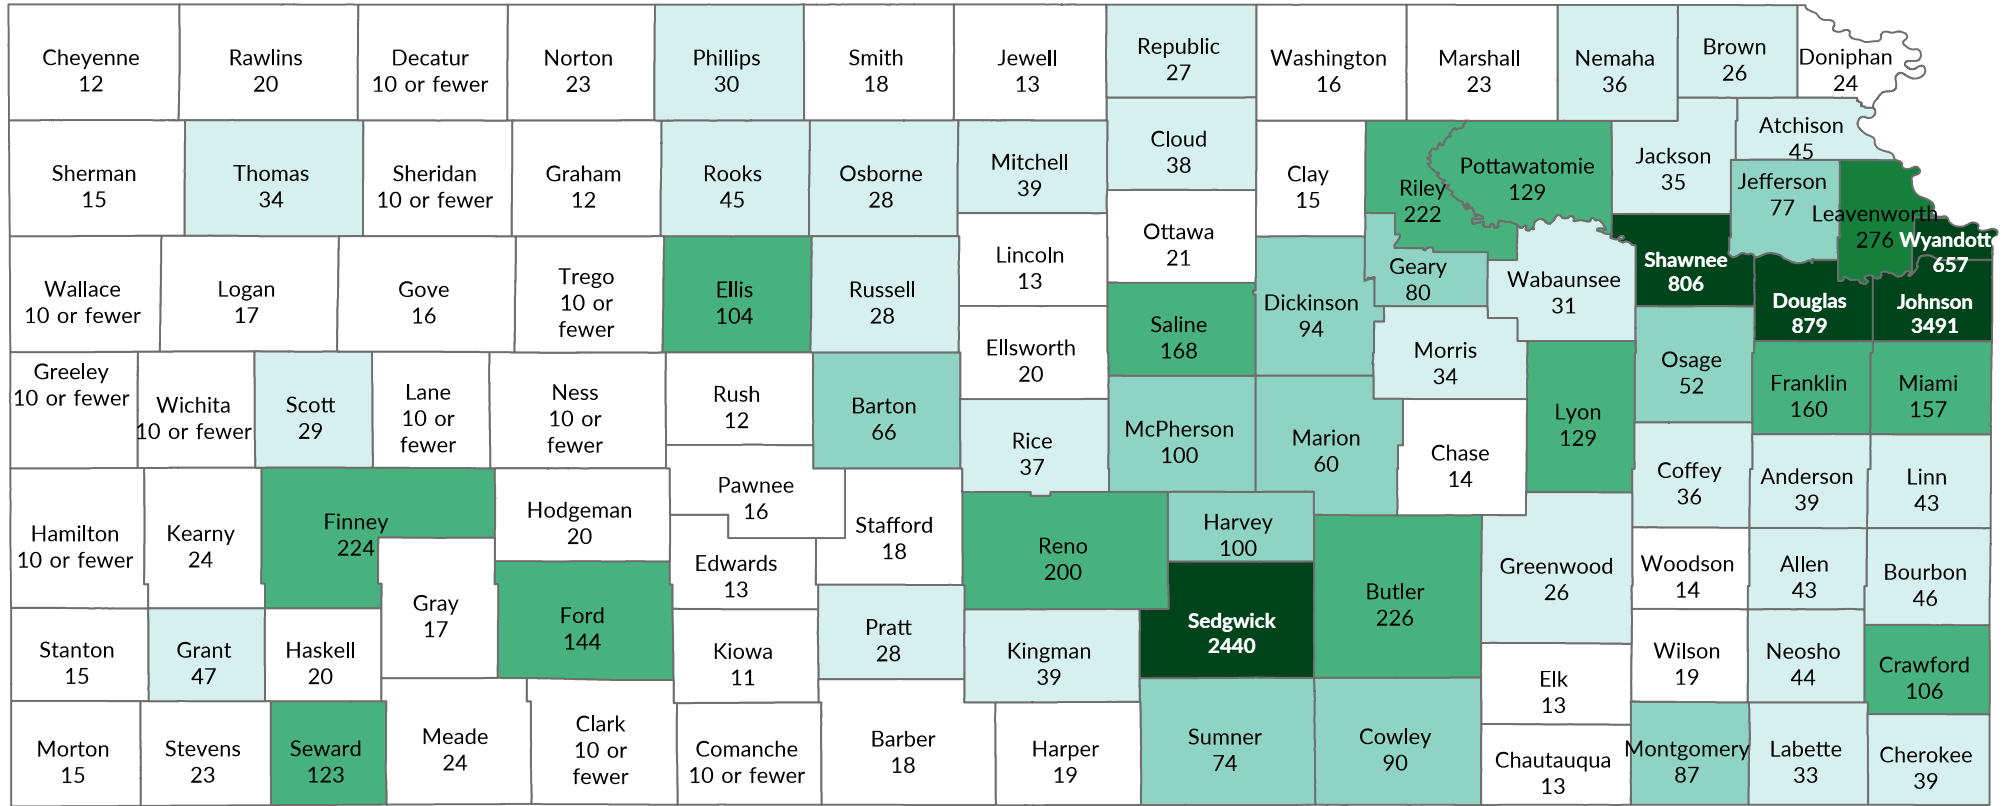 Cheyenne
12
Rawlins
20
Decatur
10 or fewer
Norton
23
Phillips
30
Smith
18
Jewell
13
Republic
27
Washington
16
Marshall
23
Nemaha
36
Brown
26
Doniphan
24
Sherman
15
Thomas
34
Sheridan
10 or fewer
Graham
12
Rooks
45
Osborne
28
Mitchell
39
Cloud
38
Clay
15
Riley
222
Pottawatomie
129
Jackson
35
Atchison
45
Jefferson
77
Leavenworth
276
Wyandotte
657
Wallace
10 or fewer
Logan
17
Gove
16
Trego
10 or
fewer
Ellis
104
Russell
28
Lincoln
13
Ottawa
21
Saline
168
Dickinson
94
Geary
80
Wabaunsee
31
Shawnee
806
Douglas
879
Johnson
3491
Greeley
10 or fewer
Wichita
10 or fewer
Scott
29
Lane
10 or
fewer
Ness
10 or
fewer
Rush
12
Barton
66
Ellsworth
20
Rice
37
McPherson
100
Marion
60
Morris
34
Chase
14
Lyon
129
Osage
52
Franklin
160
Miami
157
Coffey
36
Anderson
39
Linn
43
Hamilton
10 or fewer
Kearny
24
Finney
224
Hodgeman
20
Pawnee
16
Edwards
13
Stafford
18
Reno
200
Harvey
100
Sedgwick
2440
Butler
226
Greenwood
26
Woodson
14
Allen
43
Bourbon
46
Stanton
15
Grant
47
Haskell
20
Gray
17
Ford
144
Kiowa
11
Pratt
28
Kingman
39
Elk
13
Wilson
19
Neosho
44
Crawford
106
Morton
15
Stevens
23
Seward
123
Meade
24
Clark
10 or
fewer
Comanche
10 or fewer
Barber
18
Harper
19
Sumner
74
Cowley
90
Chautauqua
13
Montgomery
87
Labette
33
Cherokee
39